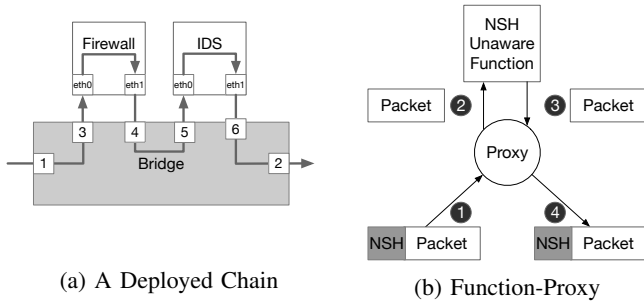 Firewall
IDS
eth0
eth1
eth0
eth1
3
4
5
6
1
Bridge
2
(a) A Deployed Chain
NSH
Unaware
Function
Packet
2
3
Packet
Proxy
1
4
NSH Packet
NSH Packet
(b) Function-Proxy